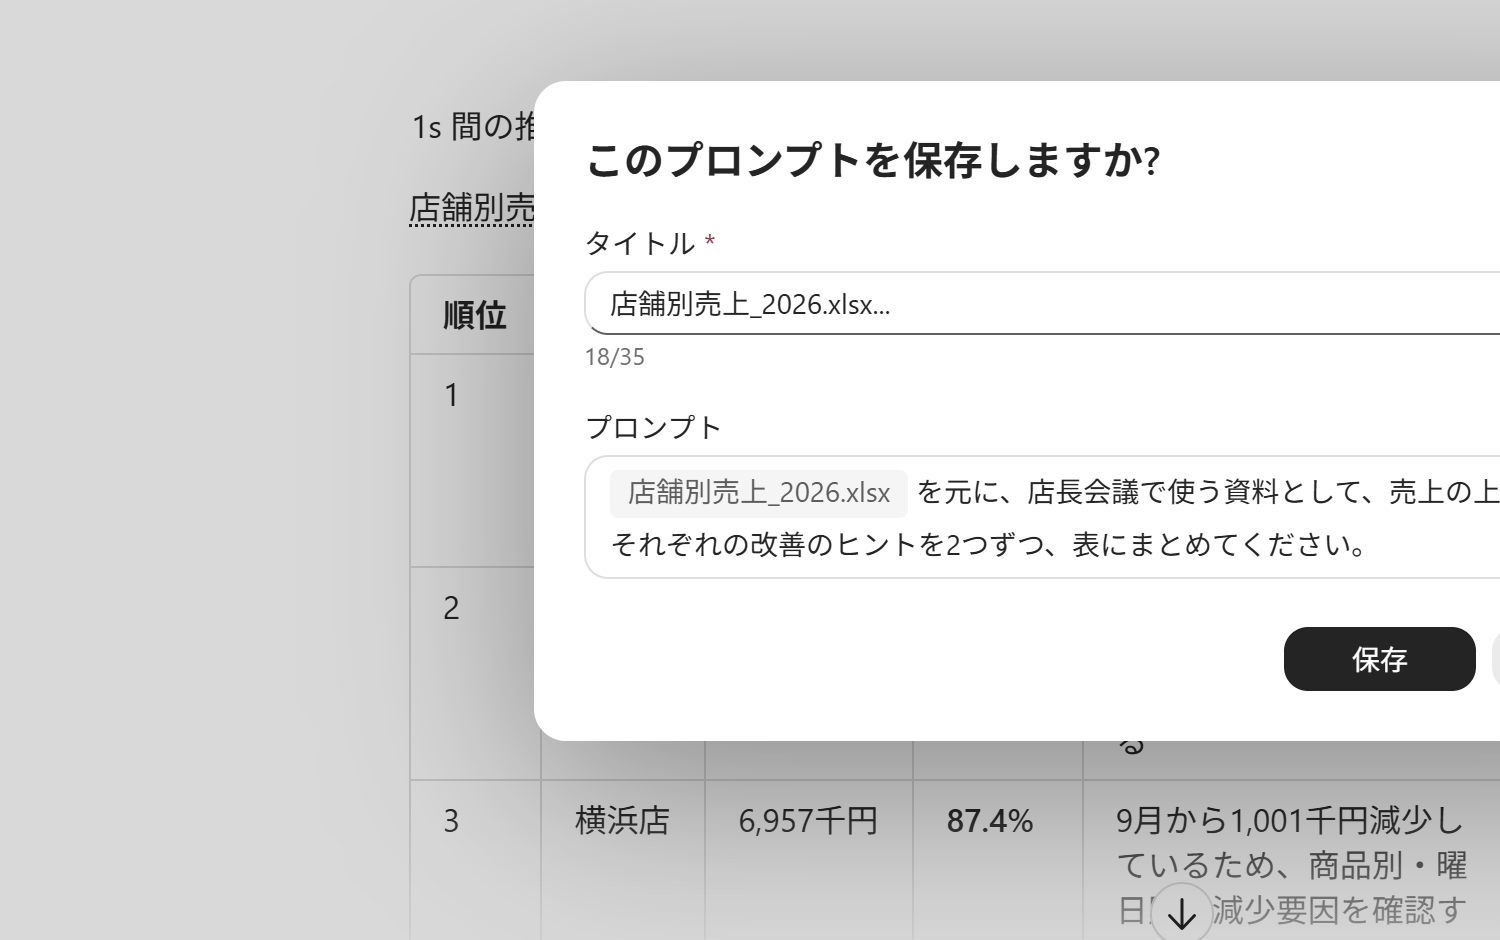 1s 間の推
店舗別売
順位
1
2
このプロンプトを保存しますか?
タイトル *
店舗別売上_2026.xlsx...
18/35
プロンプト
店舗別売上_2026.xlsx を元に、店長会議で使う資料として、売上の上
それぞれの改善のヒントを2つずつ、表にまとめてください。
保存
る
3 横浜店 6,957千円 87.4% 9月から1,001千円減少し
ているため、商品別・曜
日 減少要因を確認す